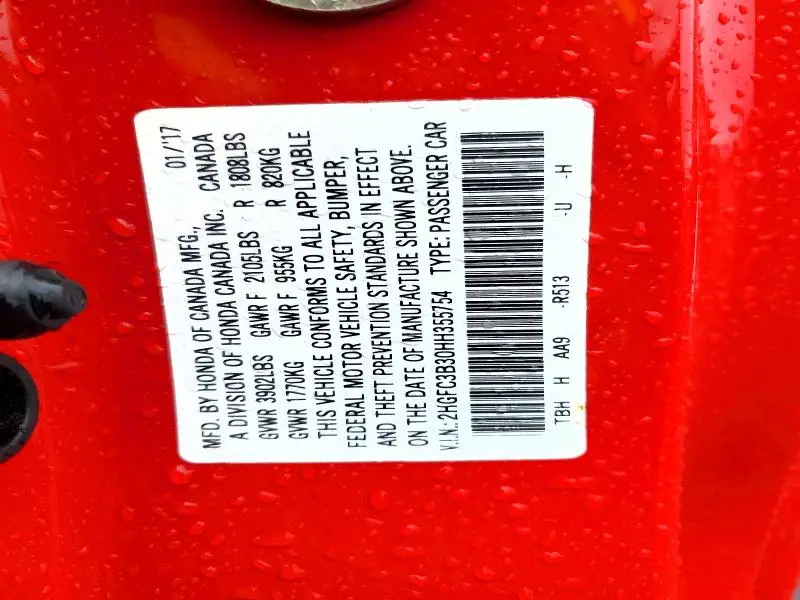 MFD. BY HONDA OF CANADA MFG., 01/'17
A DIVISION OF HONDA CANADA INC. CANADA
GVWR 3902LBS GAWR F 2105LBS R 1808LBS
GVWR 1770KG GAWR F 955KG R 820KG
THIS VEHICLE CONFORMS TO ALL APPLICABLE
FEDERAL MOTOR VEHICLE SAFETY, BUMPER,
AND THEFT PREVENTION STANDARDS IN EFFECT
ON THE DATE OF MANUFACTURE SHOWN ABOVE.
V.I.N.: 2HGFC3B30HH355754 TYPE: PASSENGER CAR
TBH H AA9 -R513 -U -H